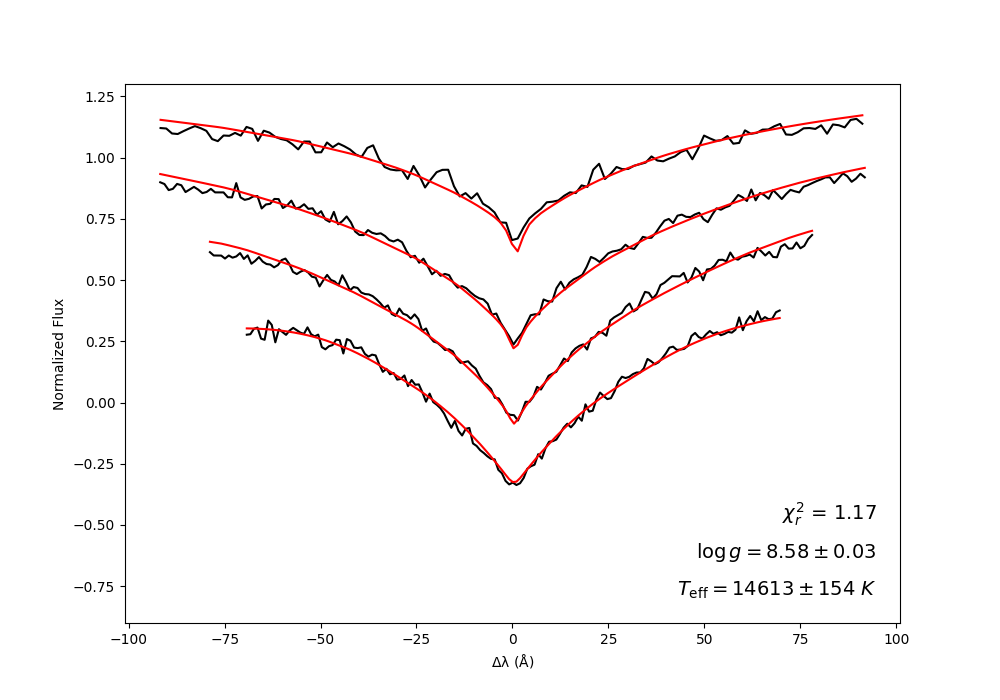 1.25
1.00
0.75
0.50
0.25
0.00
−0.25
−0.50
−0.75
Normalized Flux
χ²ᵣ = 1.17
log g = 8.58 ± 0.03
T_eff = 14613 ± 154 K
−100 −75 −50 −25 0 25 50 75 100
Δλ (Å)